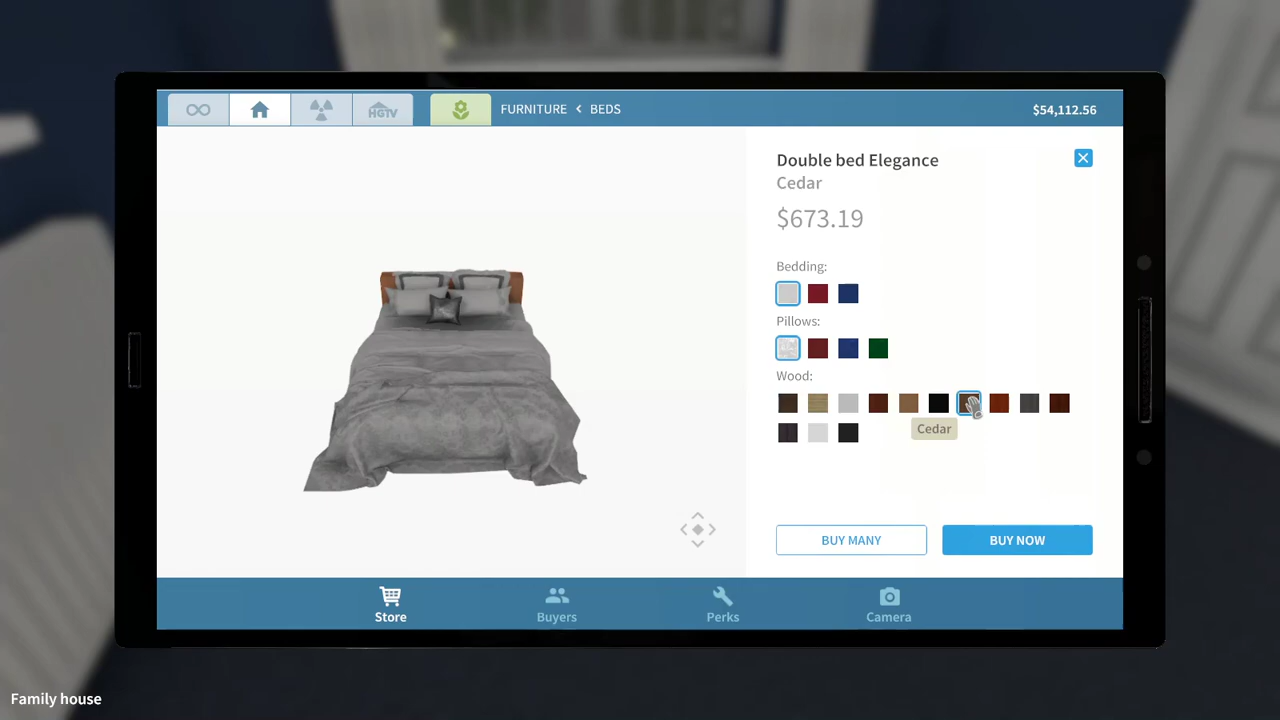 HGTV
FURNITURE < BEDS
$54,112.56
Double bed Elegance
Cedar
$673.19
Bedding:
Pillows:
Wood:
Cedar
BUY MANY
BUY NOW
Store
Buyers
Perks
Camera
Family house